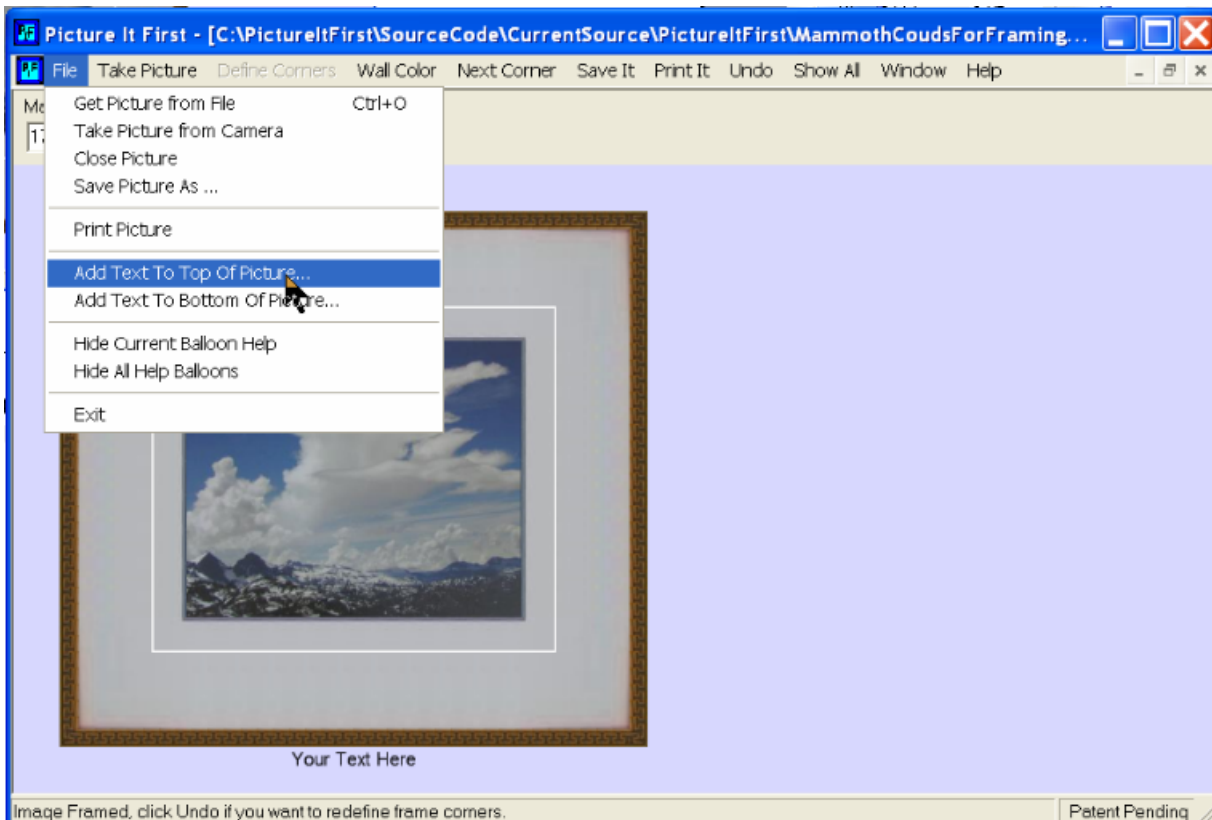 Picture It First - [C:\PictureItFirst\SourceCode\CurrentSource\PictureItFirst\MammothCoudsForFraming...
File Take Picture Define Corners Wall Color Next Corner Save It Print It Undo Show All Window Help
Get Picture from File Ctrl+O
Take Picture from Camera
Close Picture
Save Picture As ...
Print Picture
Add Text To Top Of Picture...
Add Text To Bottom Of Picture...
Hide Current Balloon Help
Hide All Help Balloons
Exit
Your Text Here
Image Framed, click Undo if you want to redefine frame corners. Patent Pending